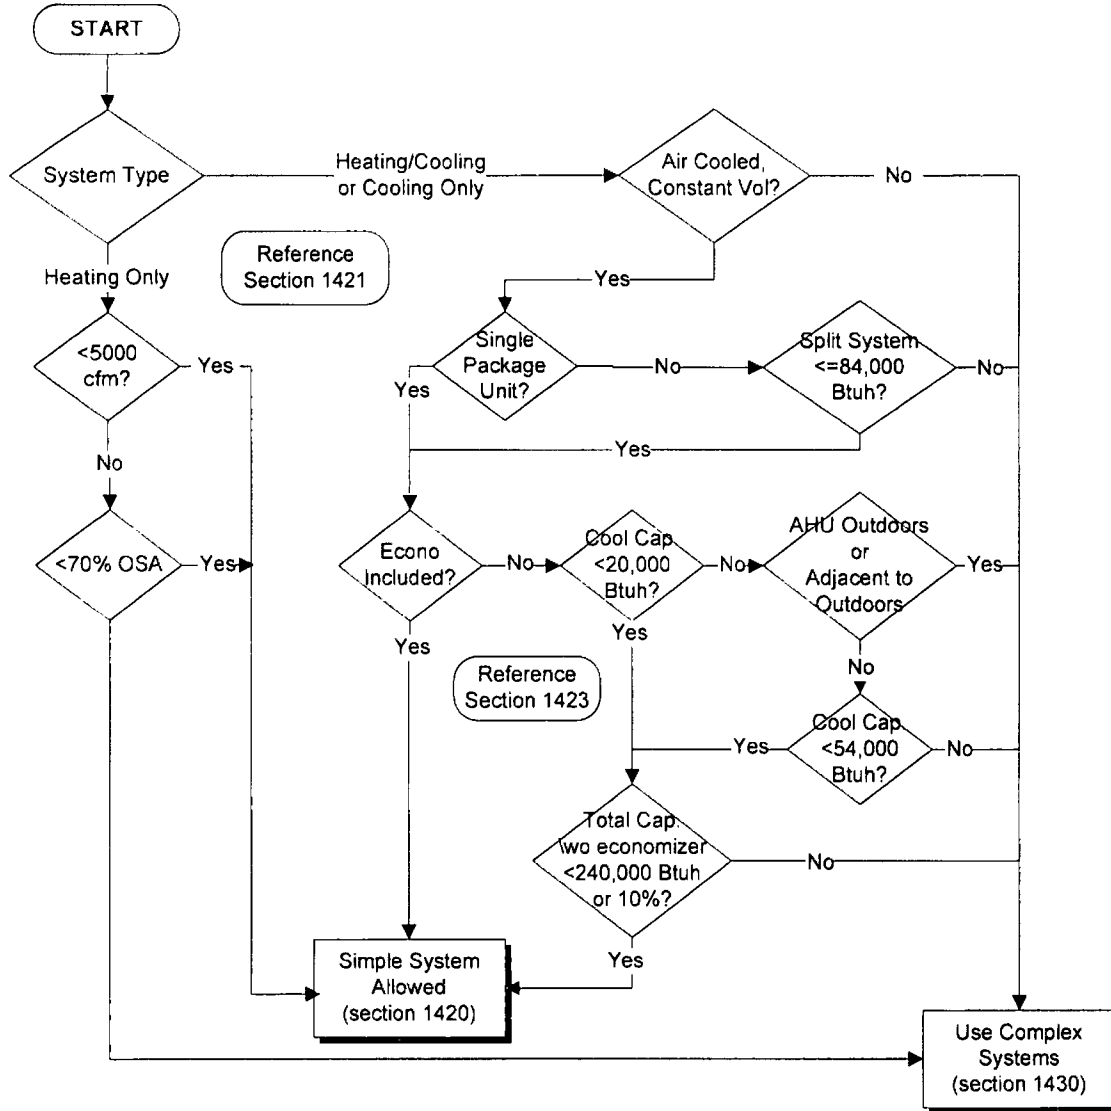 START
System Type
Heating/Cooling
or Cooling Only
Air Cooled,
Constant Vol?
No
Reference
Section 1421
Heating Only
Yes
<5000
cfm?
Yes
Single
Package
Unit?
No
Split System
<=84,000
Btuh?
No
Yes
Yes
No
<70% OSA
Yes
Econo
Included?
No
Cool Cap.
<20,000
Btuh?
No
AHU Outdoors
or
Adjacent to
Outdoors
Yes
Yes
Yes
No
Reference
Section 1423
Cool Cap.
<54,000
Btuh?
Yes
No
Total Cap.
\wo economizer
<240,000 Btuh
or 10%?
No
Yes
Simple System
Allowed
(section 1420)
Use Complex
Systems
(section 1430)